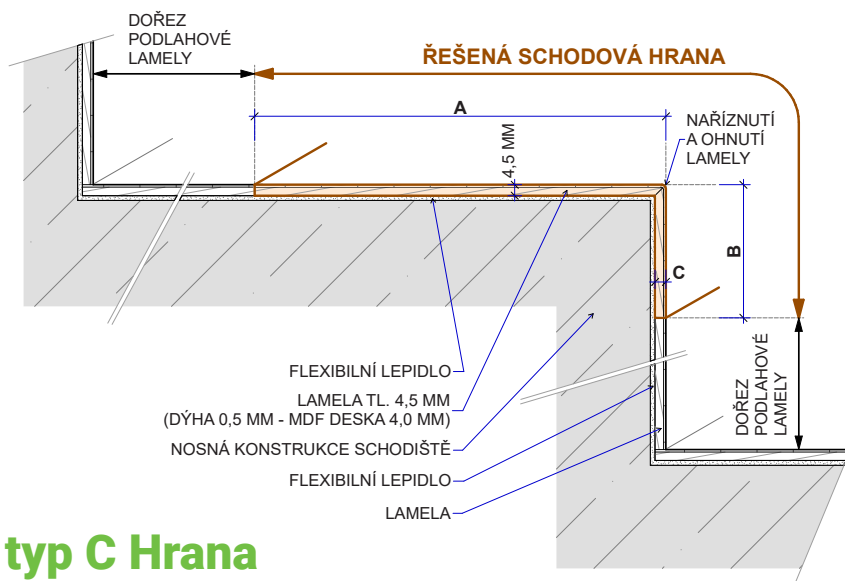 DOŘEZ
PODLAHOVÉ
LAMELY
ŘEŠENÁ SCHODOVÁ HRANA
A
NAŘÍZNUTÍ
A OHNUTÍ
LAMELY
4,5 MM
B
C
FLEXIBILNÍ LEPIDLO
LAMELA TL. 4,5 MM
(DÝHA 0,5 MM - MDF DESKA 4,0 MM)
NOSNÁ KONSTRUKCE SCHODIŠTĚ
FLEXIBILNÍ LEPIDLO
LAMELA
DOŘEZ
PODLAHOVÉ
LAMELY
typ C Hrana